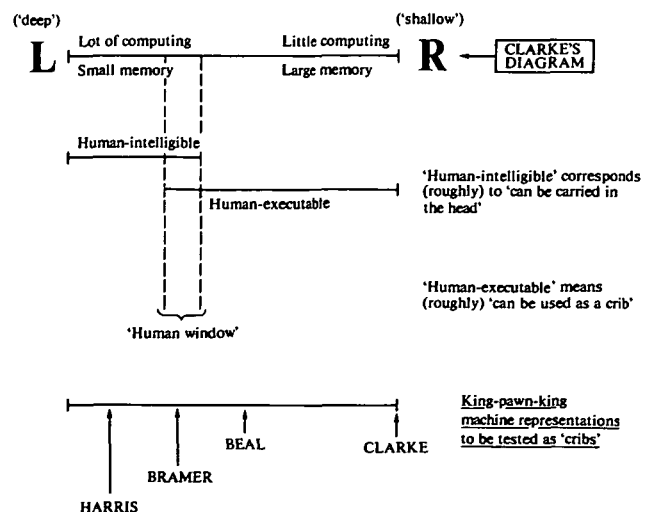 ('deep')
('shallow')
L
Lot of computing
Little computing
R
CLARKE'S
DIAGRAM
Small memory
Large memory
Human-intelligible
'Human-intelligible' corresponds
(roughly) to 'can be carried in
the head'
Human-executable
'Human-executable' means
(roughly) 'can be used as a crib'
'Human window'
King-pawn-king
machine representations
to be tested as 'cribs'
HARRIS
BRAMER
BEAL
CLARKE